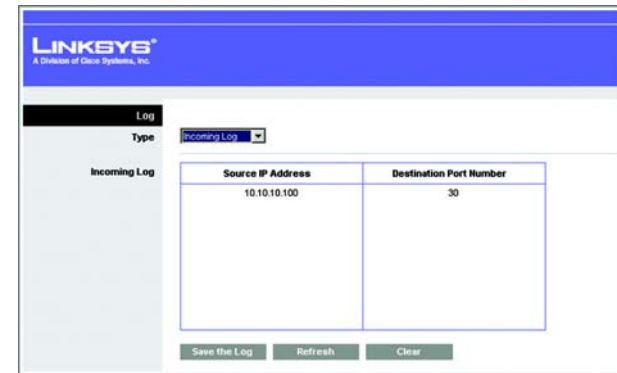 LINKSYS®
A Division of Cisco Systems, Inc.
Log
Type
Incoming Log
Incoming Log
Source IP Address Destination Port Number
10.10.10.100 30
Save the Log Refresh Clear